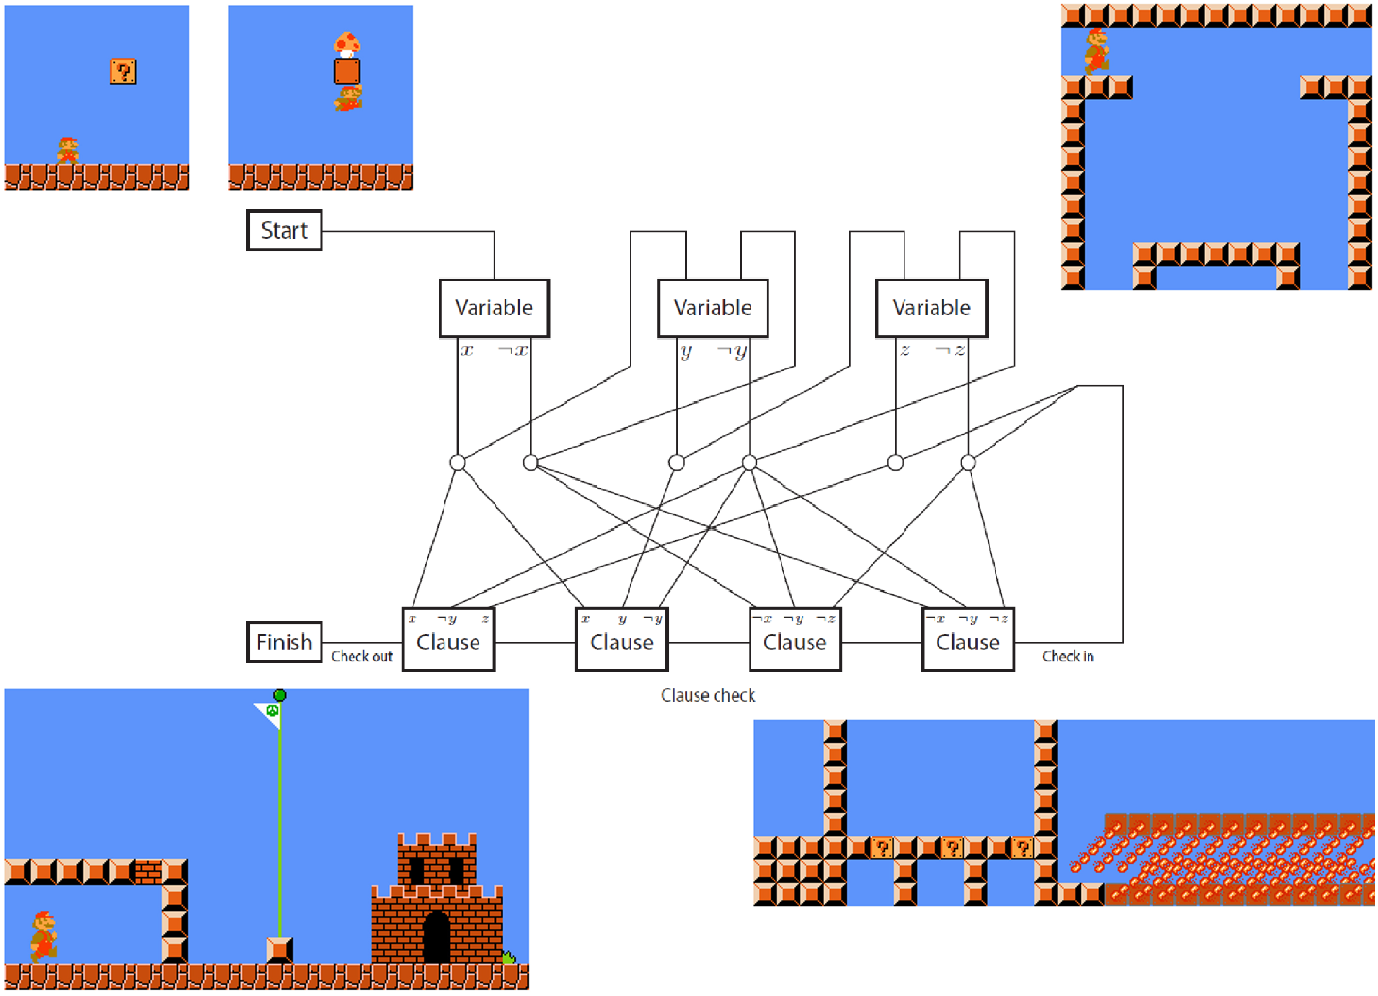 ?
Start
Variable Variable Variable
x ¬x y ¬y z ¬z
x ¬y z x y ¬y ¬x ¬y ¬z ¬x ¬y ¬z
Finish Clause Clause Clause Clause
Check out Check in
Clause check
? ? ?